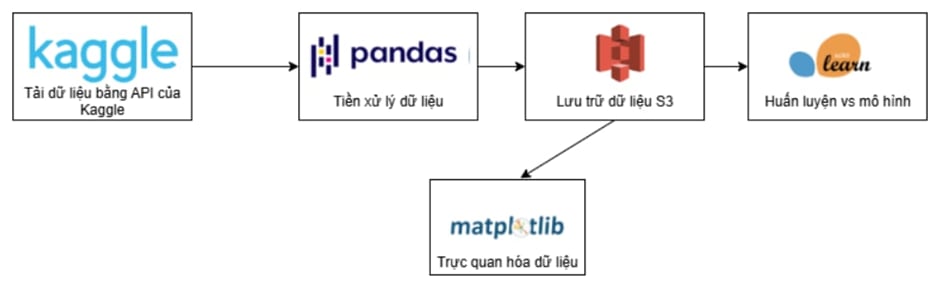 kaggle
Tải dữ liệu bằng API của
Kaggle
pandas
Tiền xử lý dữ liệu
Lưu trữ dữ liệu S3
learn
Huấn luyện vs mô hình
matplotlib
Trực quan hóa dữ liệu